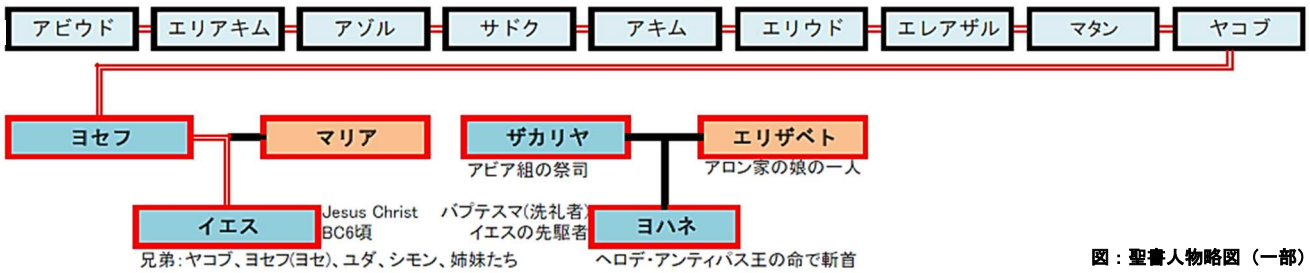 アビウド エリアキム アゾル サドク アキム エリウド エレアザル マタン ヤコブ
ヨセフ マリア ザカリヤ エリザベト
アビア組の祭司 アロン家の娘の一人
イエス Jesus Christ バプテスマ(洗礼者) ヨハネ
BC6頃 イエスの先駆者
兄弟：ヤコブ、ヨセフ(ヨセ)、ユダ、シモン、姉妹たち ヘロデ・アンティパス王の命で斬首
図：聖書人物略図（一部）